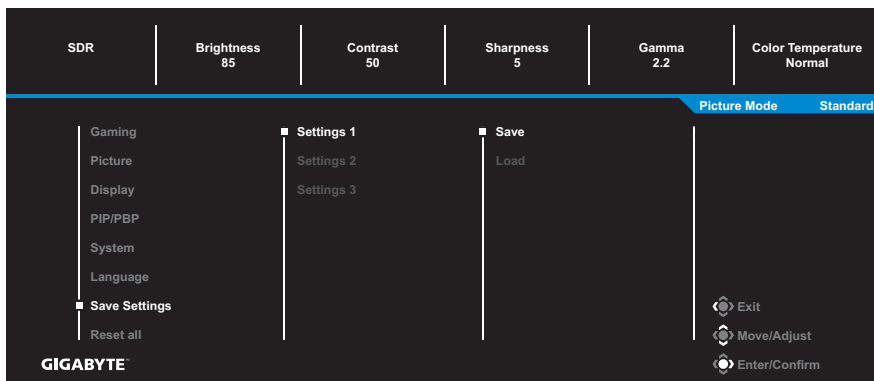 SDR
Brightness
85
Contrast
50
Sharpness
5
Gamma
2.2
Color Temperature
Normal
Picture Mode Standard
Gaming
Picture
Display
PIP/PBP
System
Language
Save Settings
Reset all
Settings 1
Settings 2
Settings 3
Save
Load
Exit
Move/Adjust
Enter/Confirm
GIGABYTE™